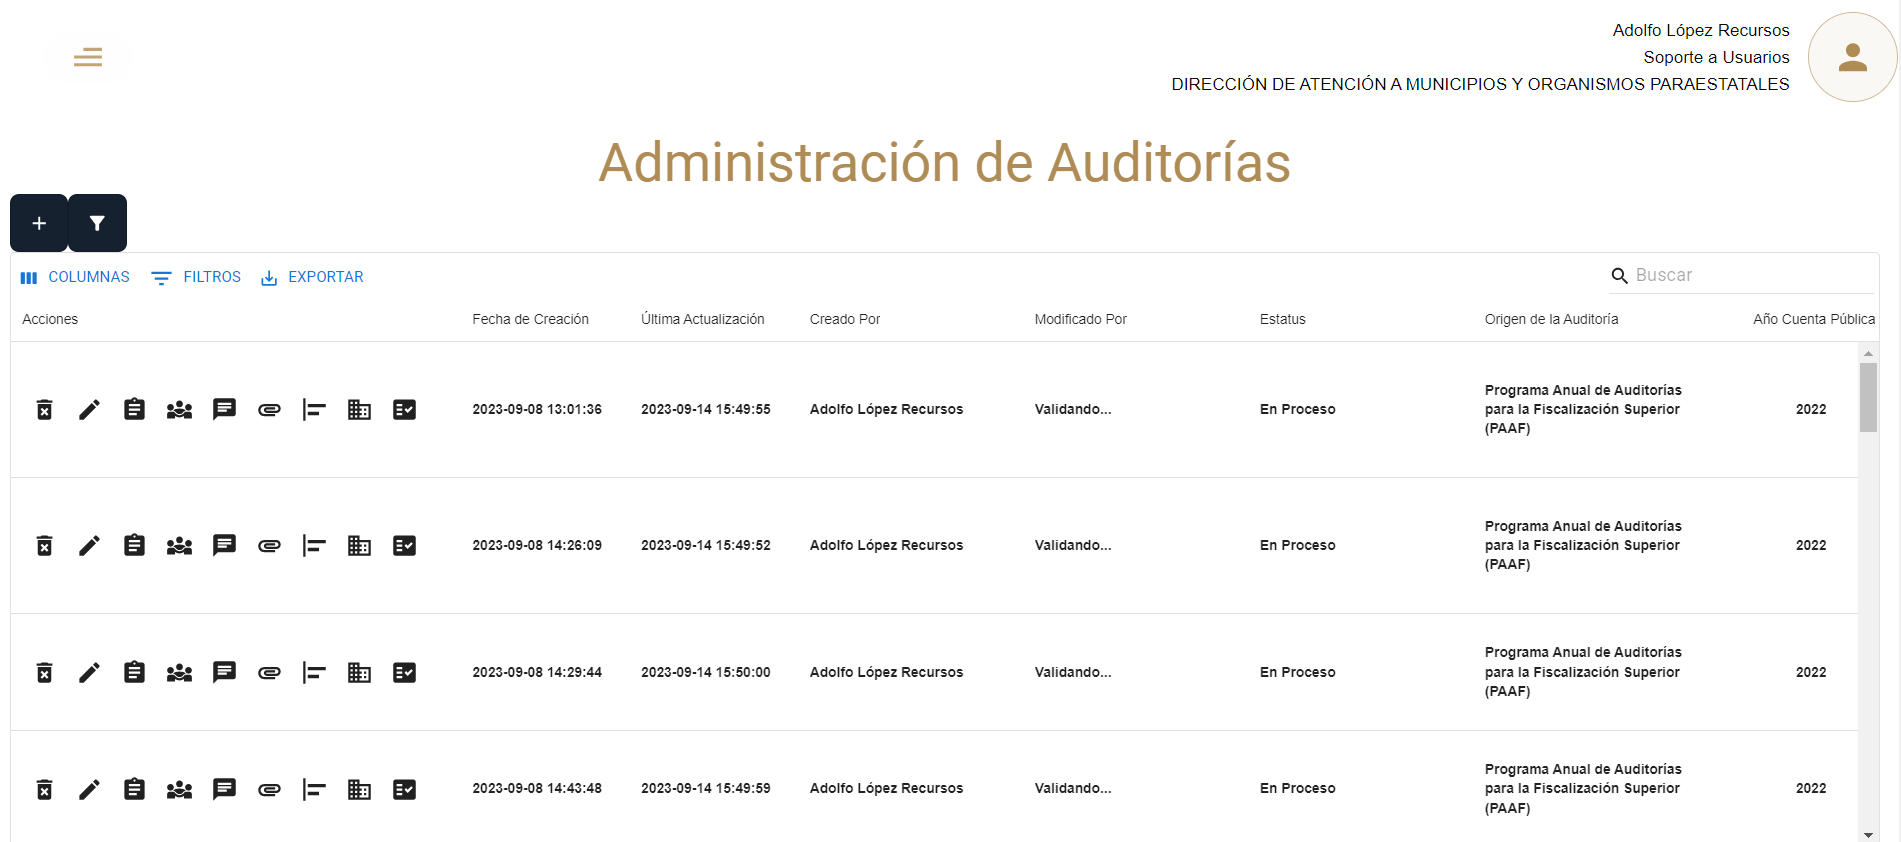 Adolfo López Recursos
Soporte a Usuarios
DIRECCIÓN DE ATENCIÓN A MUNICIPIOS Y ORGANISMOS PARAESTATALES
Administración de Auditorías
COLUMNAS FILTROS EXPORTAR Buscar
Acciones Fecha de Creación Última Actualización Creado Por Modificado Por Estatus Origen de la Auditoría Año Cuenta Pública
2023-09-08 13:01:36 2023-09-14 15:49:55 Adolfo López Recursos Validando... En Proceso Programa Anual de Auditorías
para la Fiscalización Superior
(PAAF) 2022
2023-09-08 14:26:09 2023-09-14 15:49:52 Adolfo López Recursos Validando... En Proceso Programa Anual de Auditorías
para la Fiscalización Superior
(PAAF) 2022
2023-09-08 14:29:44 2023-09-14 15:50:00 Adolfo López Recursos Validando... En Proceso Programa Anual de Auditorías
para la Fiscalización Superior
(PAAF) 2022
2023-09-08 14:43:48 2023-09-14 15:49:59 Adolfo López Recursos Validando... En Proceso Programa Anual de Auditorías
para la Fiscalización Superior
(PAAF) 2022